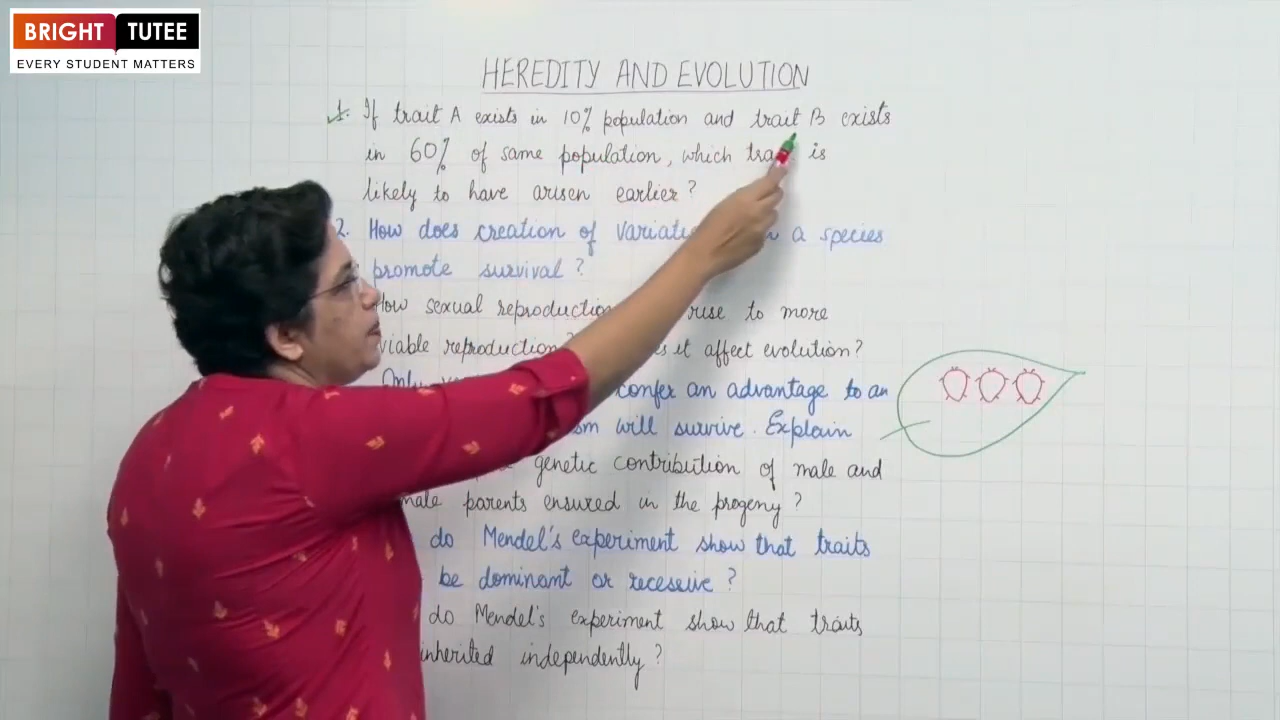 BRIGHT TUTEE
EVERY STUDENT MATTERS
HEREDITY AND EVOLUTION
1. If trait A exists in 10% population and trait B exists
in 60% of same population, which is
likely to have arisen earlier?
2. How does creation of a species
promote survival?
How sexual reproduction rise to more
viable reproduction? it affect evolution?
Only confer an advantage to an
will survive. Explain
genetic contribution of male and
parents ensured in the progeny?
do Mendel's experiment show that traits
be dominant or recessive?
do Mendel's experiment show that traits
inherited independently?